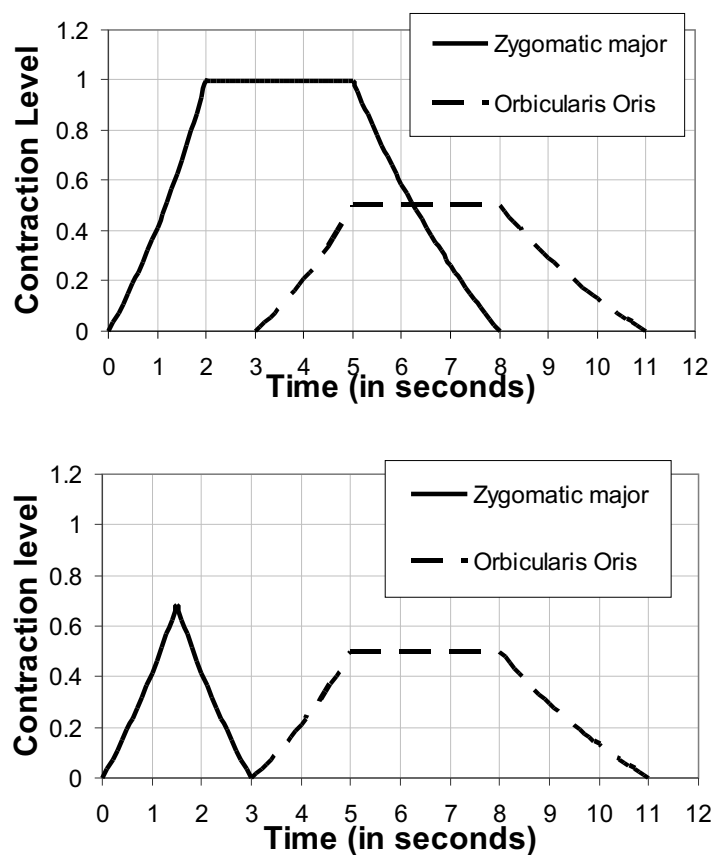 1.2
1
0.8
0.6
0.4
0.2
0
Contraction Level
Zygomatic major
Orbicularis Oris
0 1 2 3 4 5 6 7 8 9 10 11 12
Time (in seconds)
1.2
1
0.8
0.6
0.4
0.2
0
Contraction level
Zygomatic major
Orbicularis Oris
0 1 2 3 4 5 6 7 8 9 10 11 12
Time (in seconds)